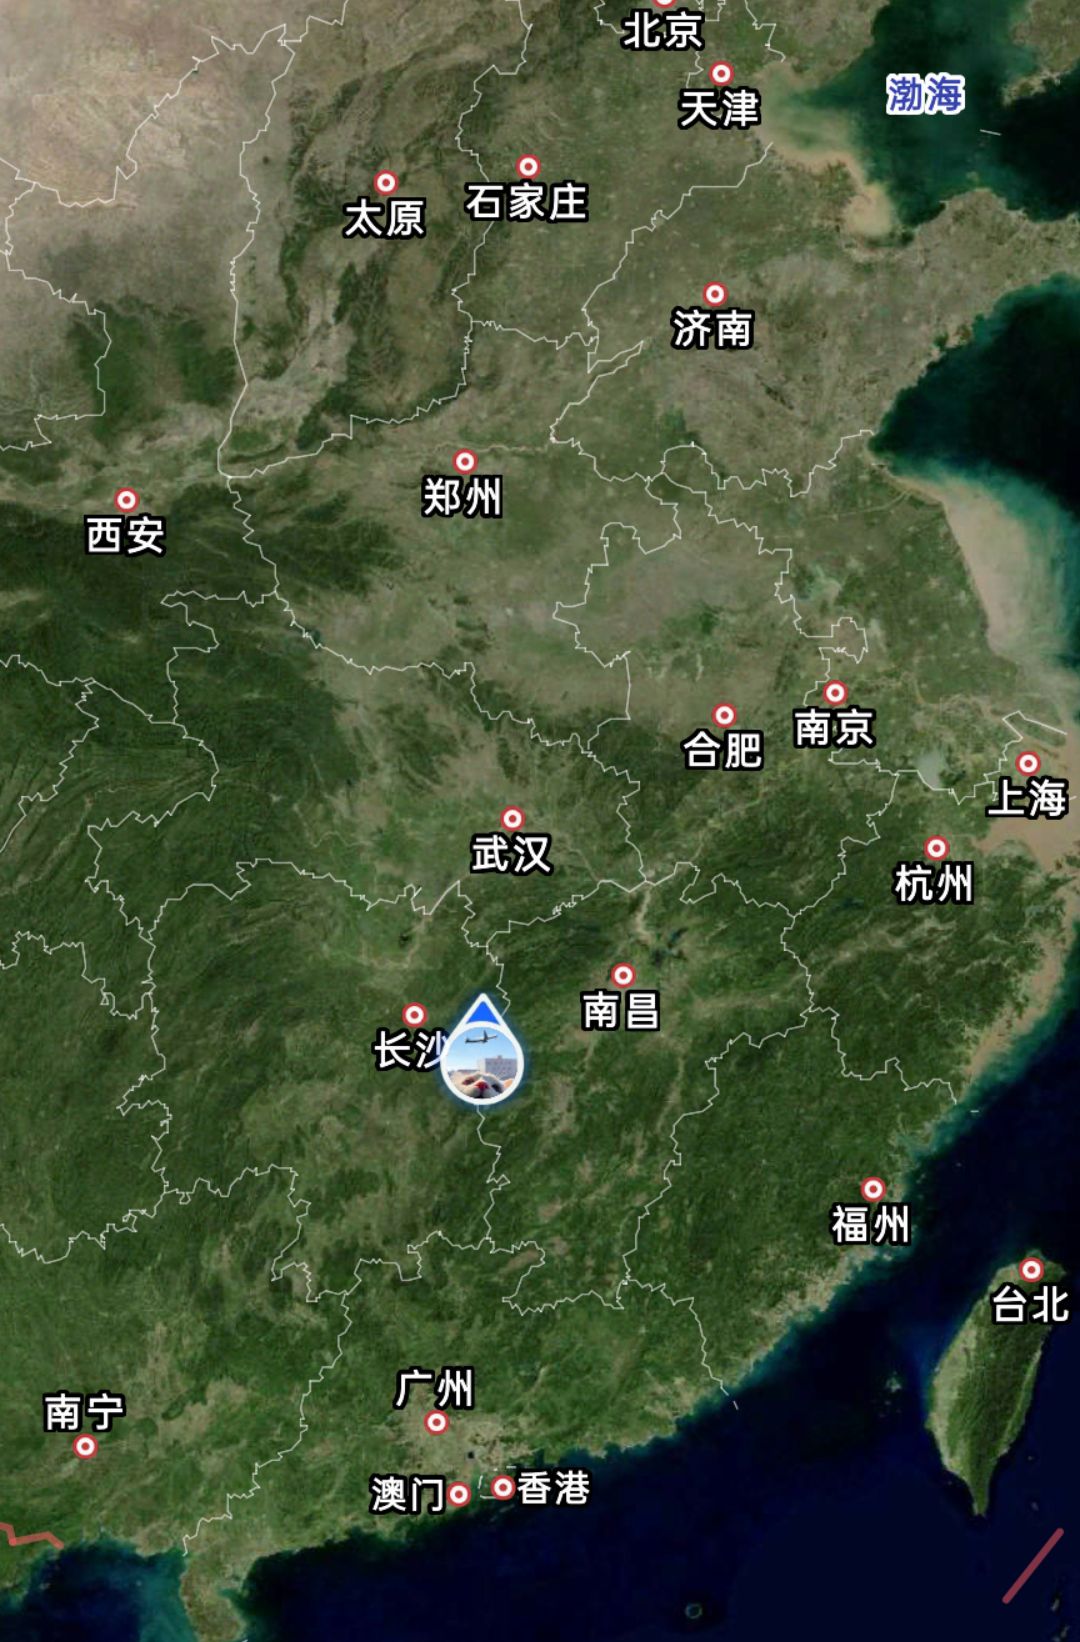 北京
天津
渤海
石家庄
太原
济南
郑州
西安
南京
合肥
上海
武汉
杭州
南昌
长沙
福州
台北
广州
南宁
香港
澳门